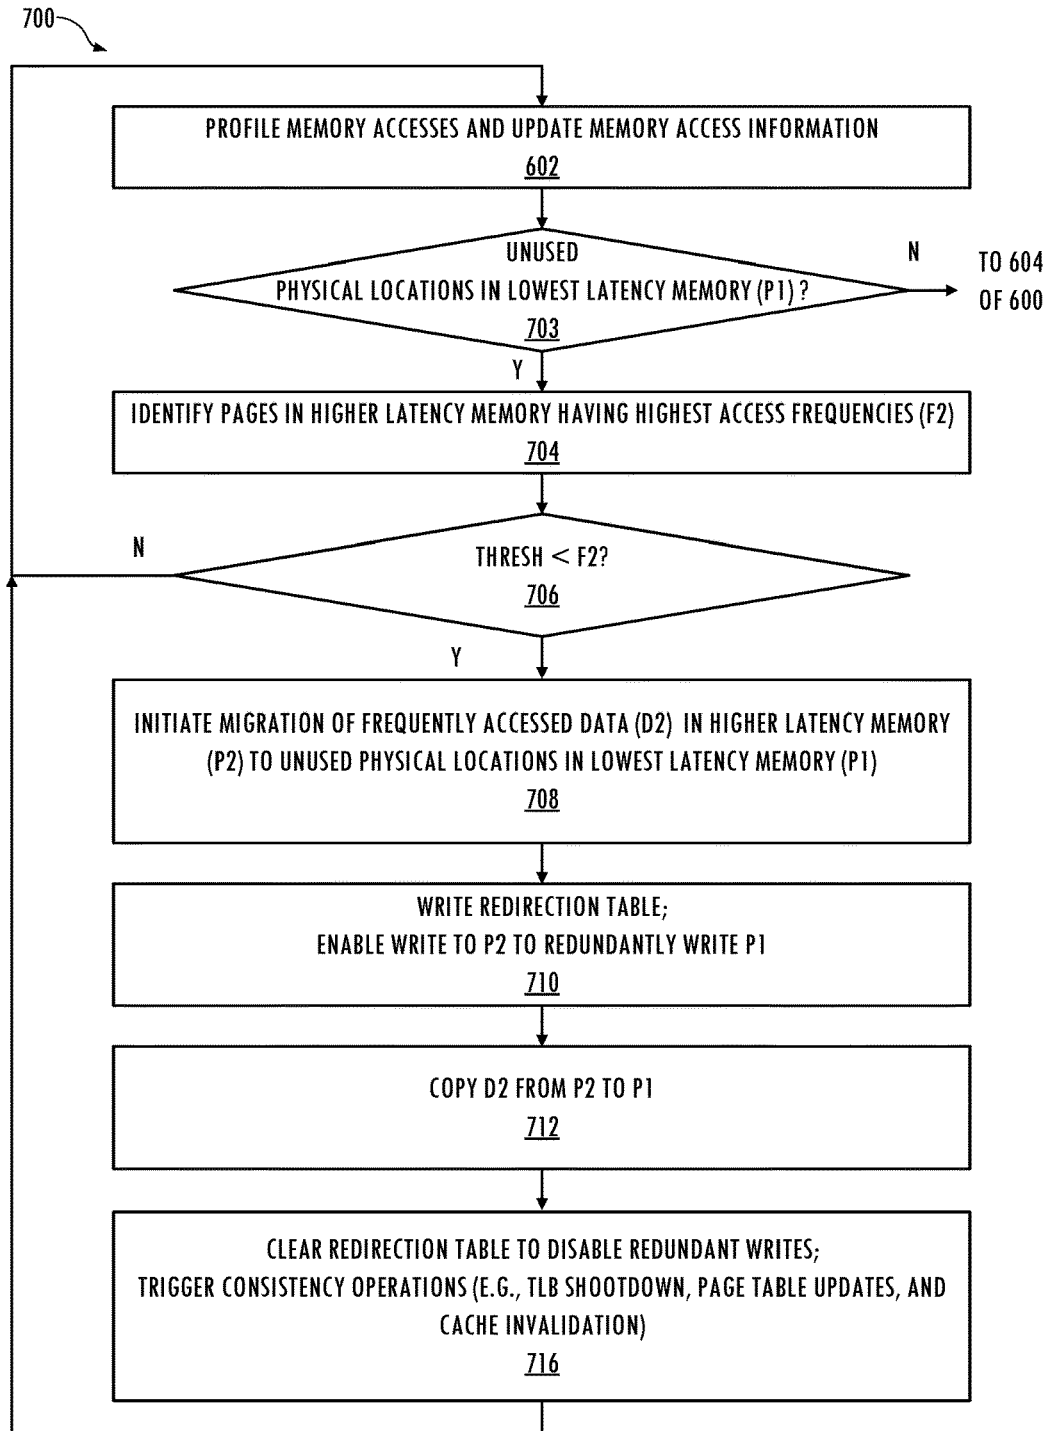 700
PROFILE MEMORY ACCESSES AND UPDATE MEMORY ACCESS INFORMATION
602
UNUSED
PHYSICAL LOCATIONS IN LOWEST LATENCY MEMORY (P1) ?
703
N
TO 604
OF 600
Y
IDENTIFY PAGES IN HIGHER LATENCY MEMORY HAVING HIGHEST ACCESS FREQUENCIES (F2)
704
N
THRESH < F2?
706
Y
INITIATE MIGRATION OF FREQUENTLY ACCESSED DATA (D2) IN HIGHER LATENCY MEMORY
(P2) TO UNUSED PHYSICAL LOCATIONS IN LOWEST LATENCY MEMORY (P1)
708
WRITE REDIRECTION TABLE;
ENABLE WRITE TO P2 TO REDUNDANTLY WRITE P1
710
COPY D2 FROM P2 TO P1
712
CLEAR REDIRECTION TABLE TO DISABLE REDUNDANT WRITES;
TRIGGER CONSISTENCY OPERATIONS (E.G., TLB SHOOTDOWN, PAGE TABLE UPDATES, AND
CACHE INVALIDATION)
716